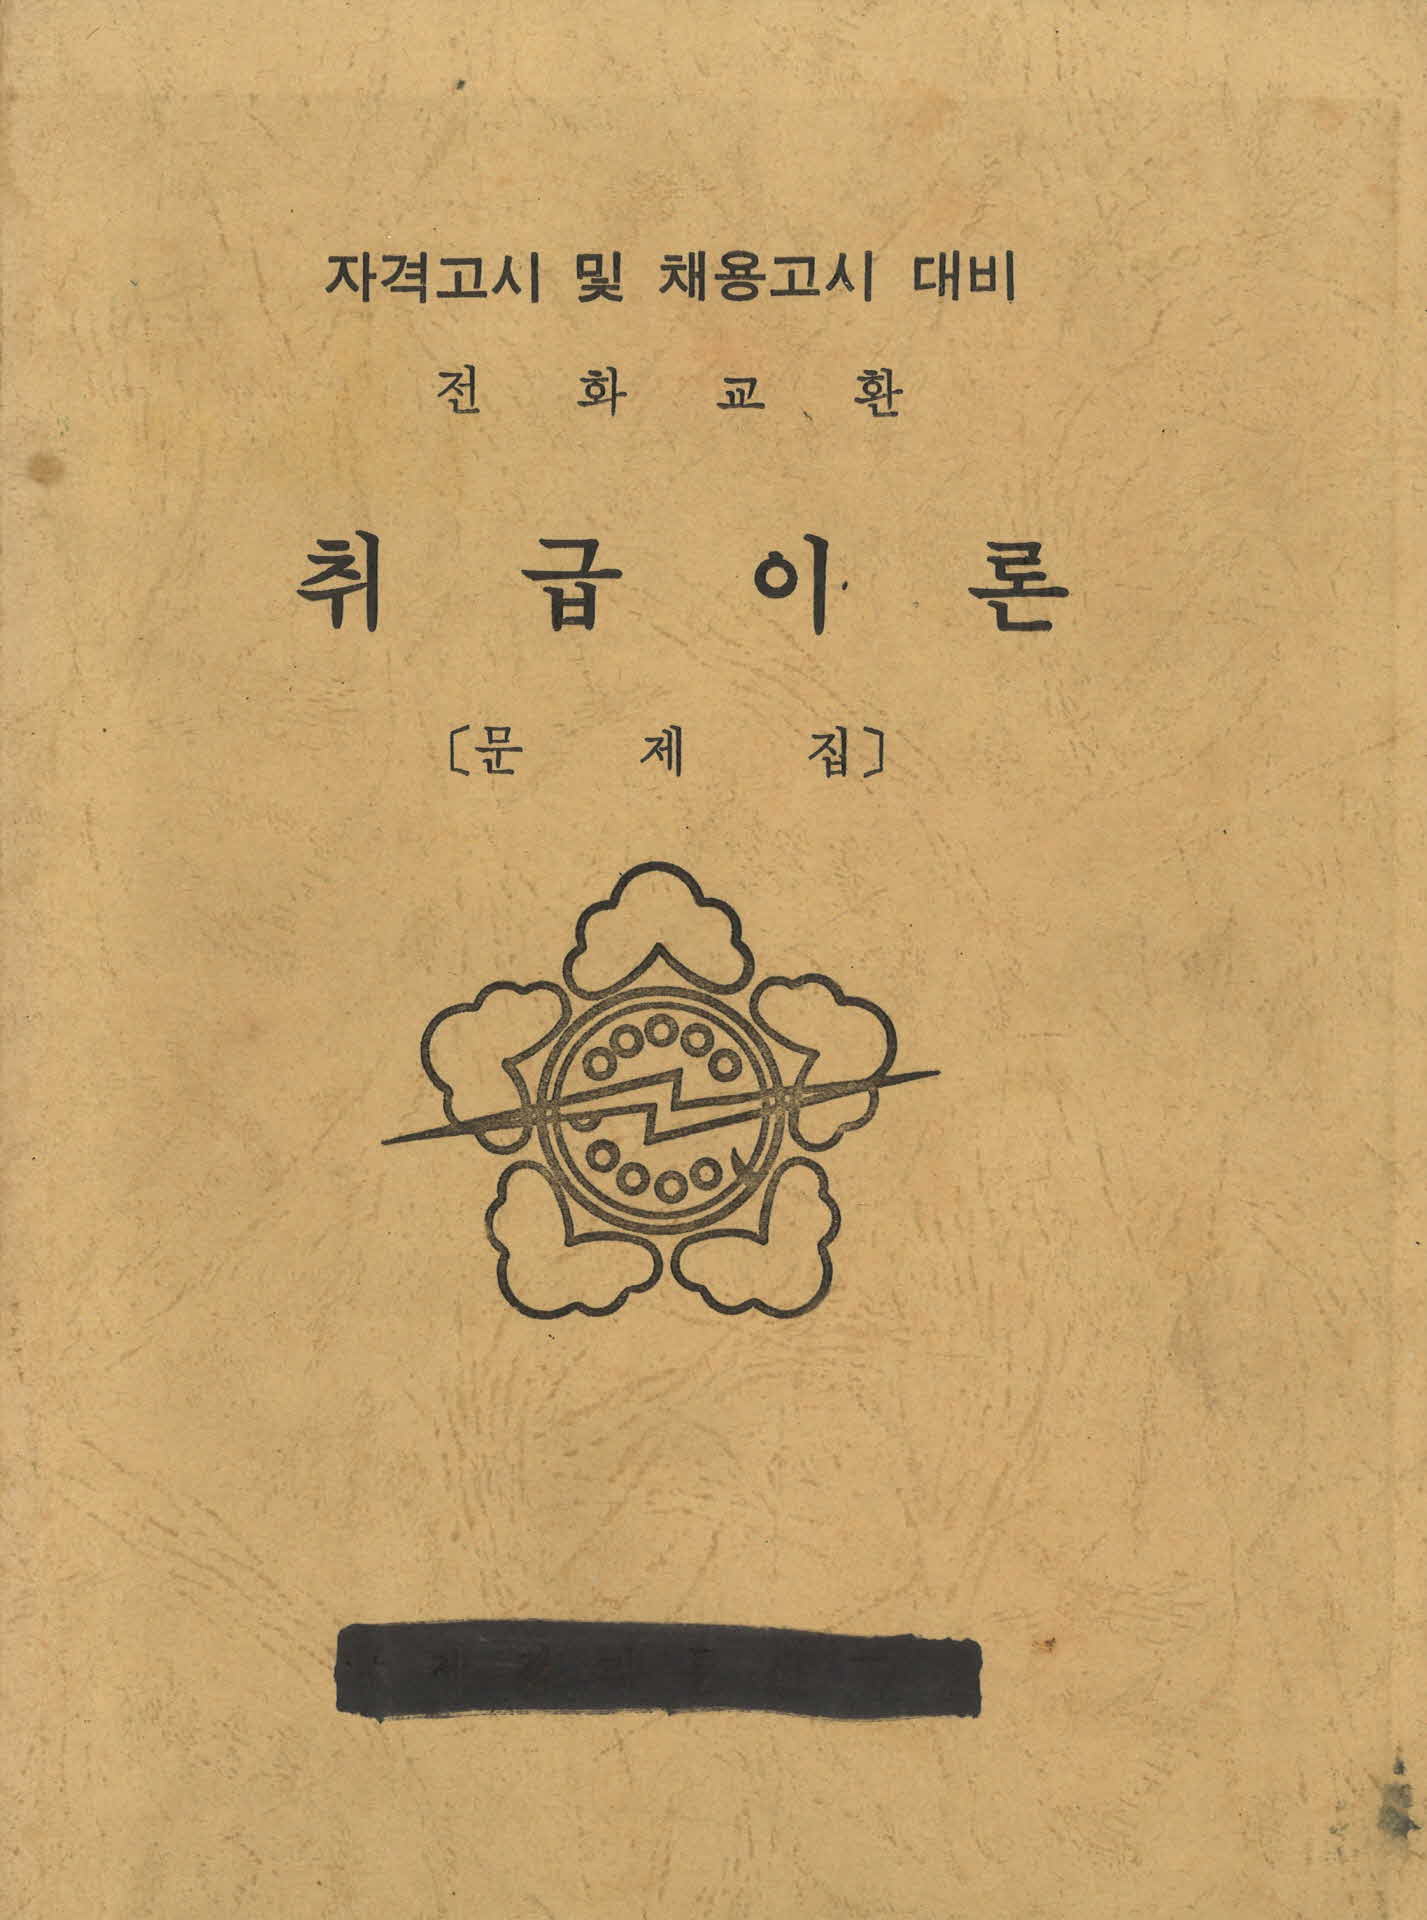 자격고시 및 채용고시 대비
전화교환
취급이론
〔문제집〕